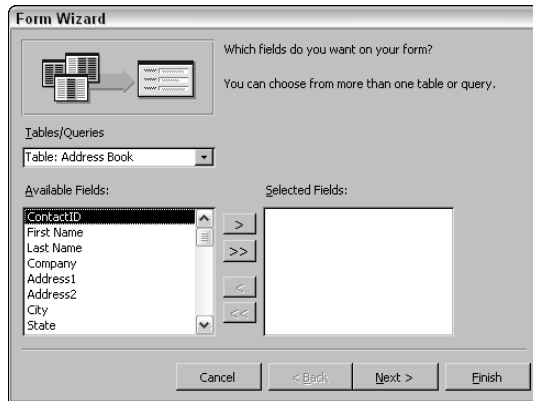 Form Wizard
Which fields do you want on your form?
You can choose from more than one table or query.
Tables/Queries
Table: Address Book
Available Fields:
Selected Fields:
ContactID
First Name
Last Name
Company
Address1
Address2
City
State
>
>>
<
<<
Cancel
< Back
Next >
Finish